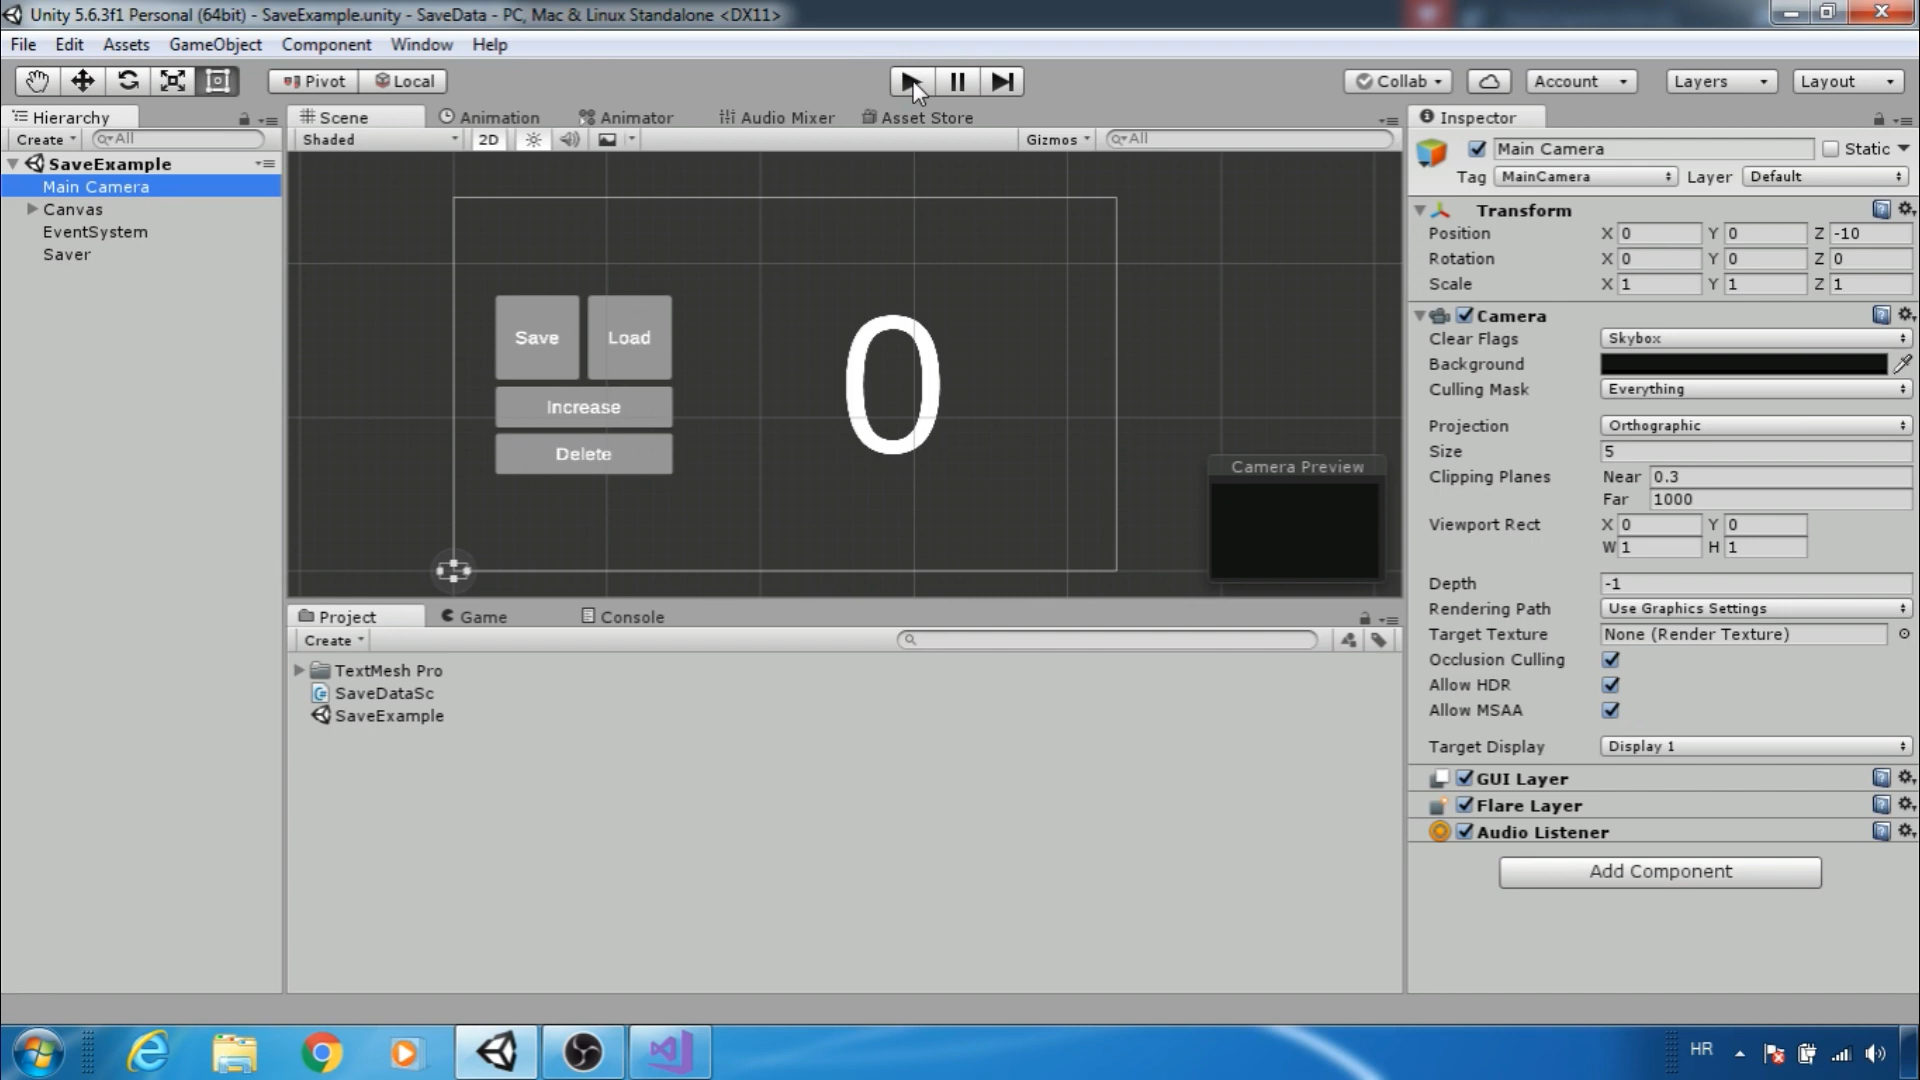 Unity 5.6.3f1 Personal (64bit) - SaveExample.unity - SaveData - PC, Mac & Linux Standalone <DX11>
File Edit Assets GameObject Component Window Help
Pivot Local Collab Account Layers Layout
Hierarchy
Create All
SaveExample
Main Camera
Canvas
EventSystem
Saver
Scene Animation Animator Audio Mixer Asset Store
Shaded 2D Gizmos All
Save Load
Increase
Delete
0
Camera Preview
Project Game Console
Create
TextMesh Pro
SaveDataSc
SaveExample
Inspector
Main Camera Static
Tag MainCamera Layer Default
Transform
Position X 0 Y 0 Z -10
Rotation X 0 Y 0 Z 0
Scale X 1 Y 1 Z 1
Camera
Clear Flags Skybox
Background
Culling Mask Everything
Projection Orthographic
Size 5
Clipping Planes Near 0.3
Far 1000
Viewport Rect X 0 Y 0
W 1 H 1
Depth -1
Rendering Path Use Graphics Settings
Target Texture None (Render Texture)
Occlusion Culling
Allow HDR
Allow MSAA
Target Display Display 1
GUI Layer
Flare Layer
Audio Listener
Add Component
HR